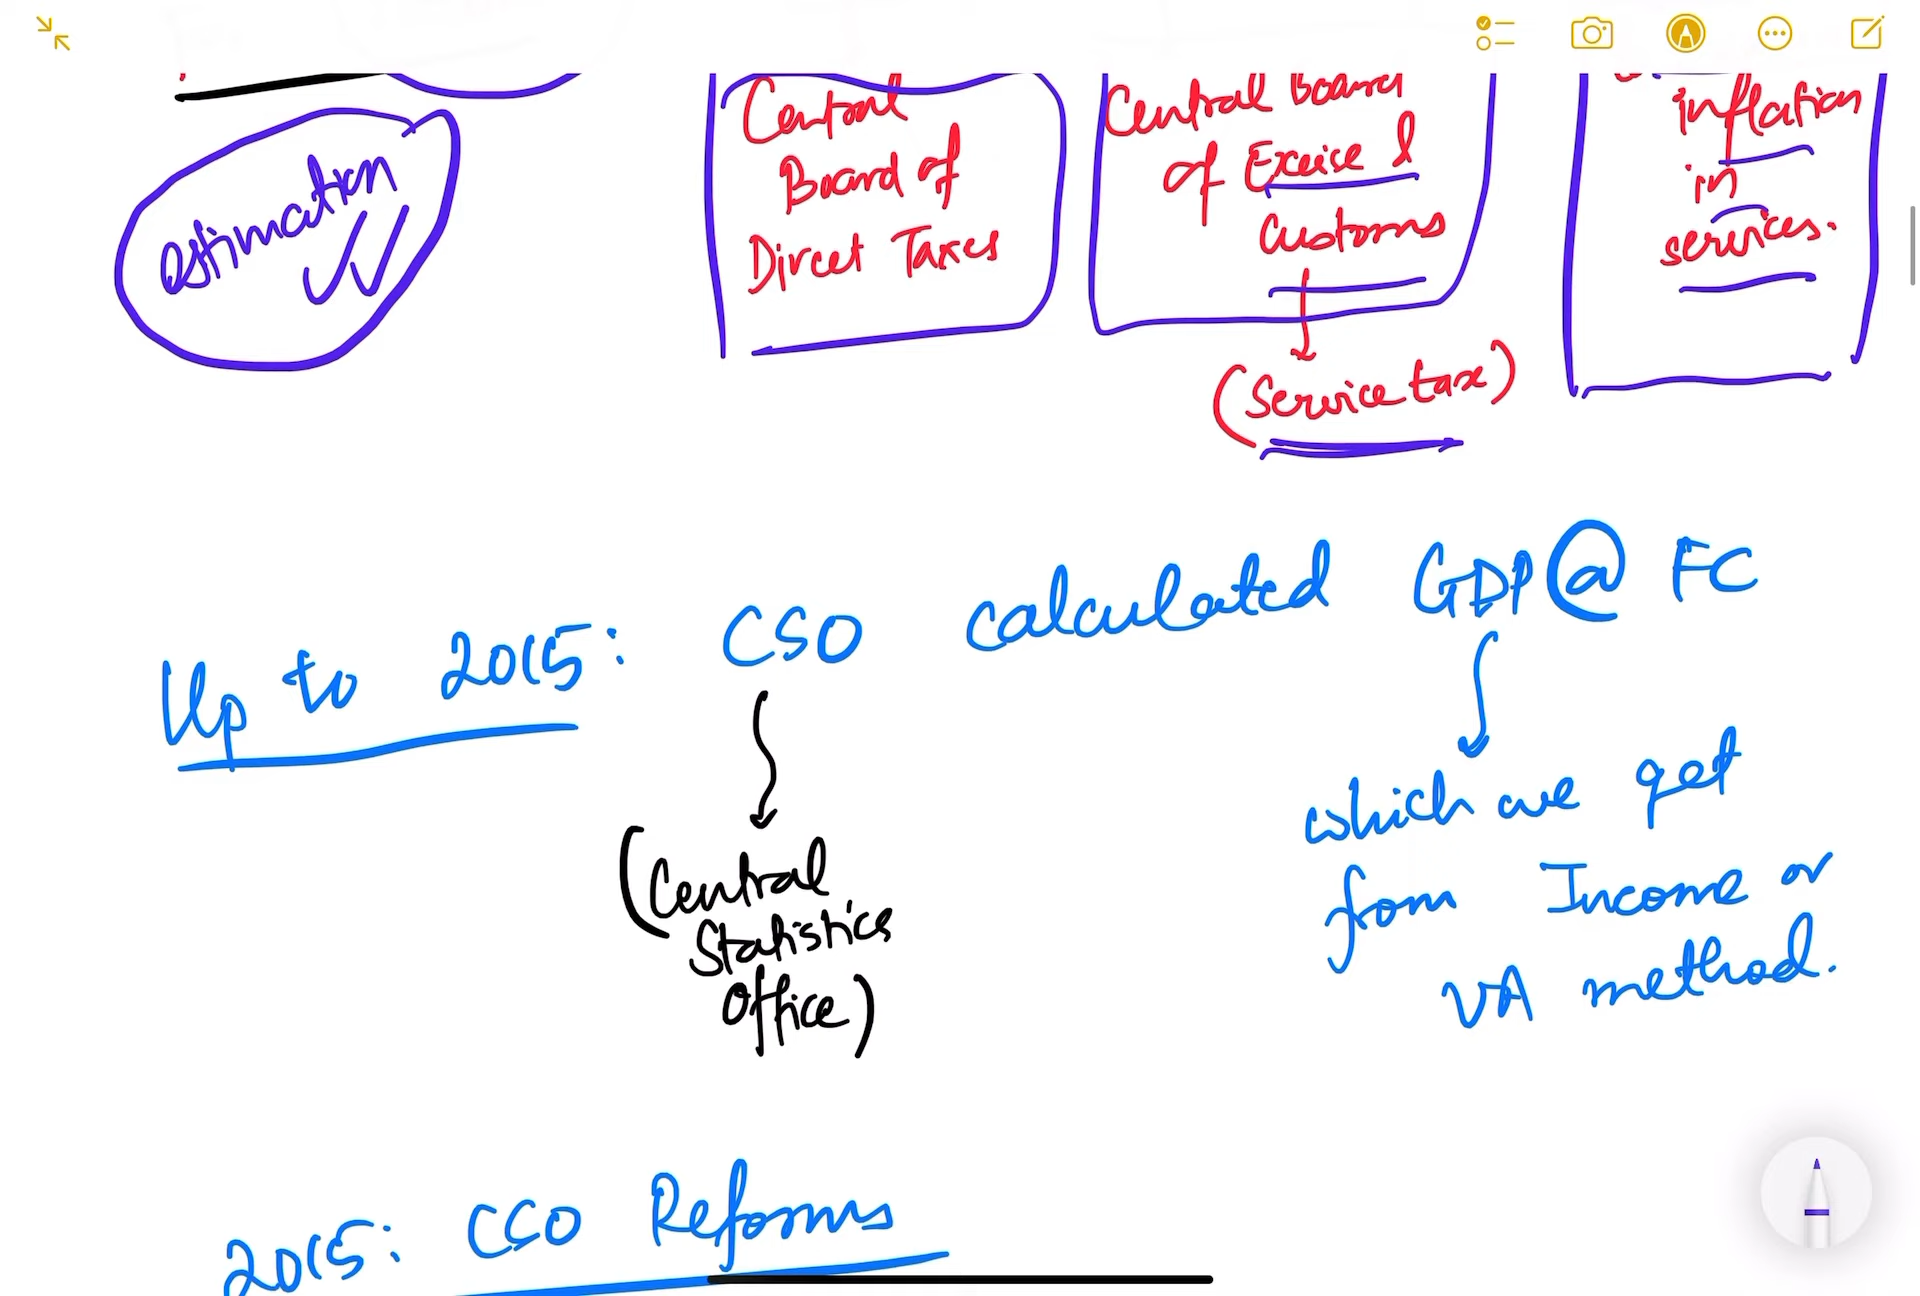 estimation
Central
Board of
Direct Taxes
Central Board
of Excise &
Customs
(Service tax)
inflation
in
services.
Up to 2015: CSO calculated GDP@ FC
(Central
Statistics
Office)
which we get
from Income or
VA method.
2015: CSO Reforms